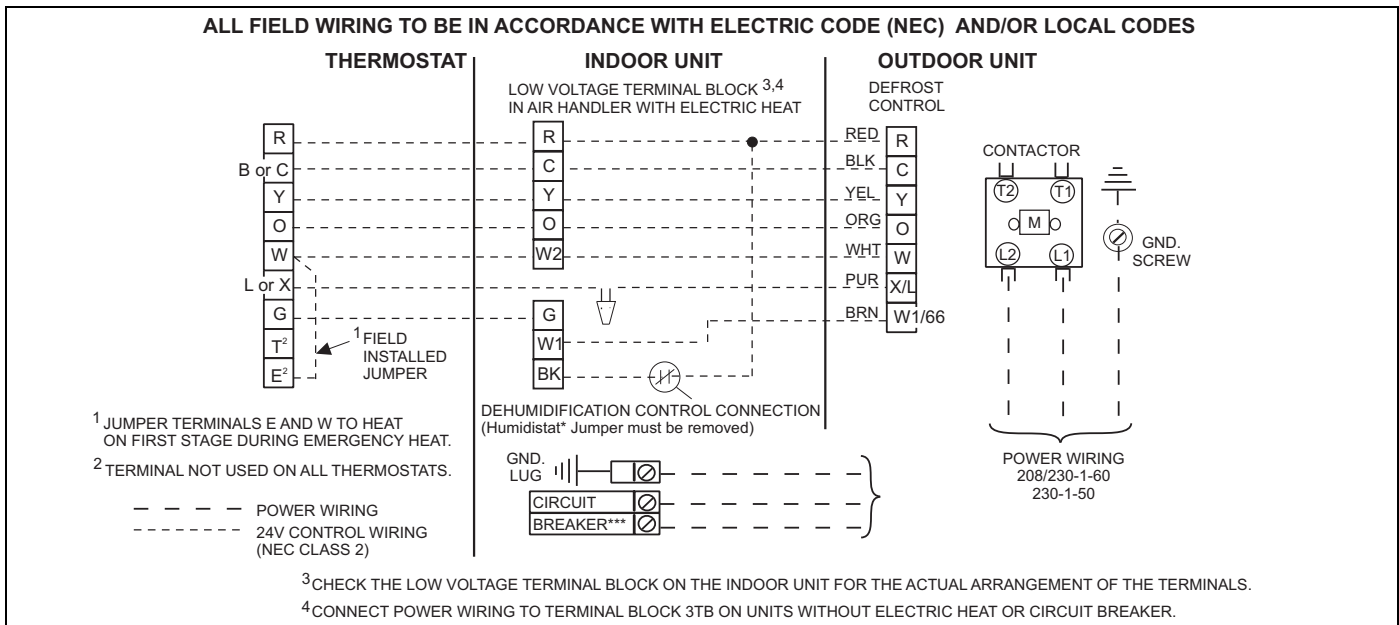 ALL FIELD WIRING TO BE IN ACCORDANCE WITH ELECTRIC CODE (NEC) AND/OR LOCAL CODES
THERMOSTAT
INDOOR UNIT
OUTDOOR UNIT
LOW VOLTAGE TERMINAL BLOCK 3,4
IN AIR HANDLER WITH ELECTRIC HEAT
DEFROST
CONTROL
R
B or C
Y
O
W
L or X
G
T2
E2
1 FIELD
INSTALLED
JUMPER
R
C
Y
O
W2
G
W1
BK
RED
BLK
YEL
ORG
WHT
PUR
BRN
R
C
Y
O
W
X/L
W1/66
CONTACTOR
T2
T1
M
L2
L1
GND.
SCREW
DEHUMIDIFICATION CONTROL CONNECTION
(Humidistat* Jumper must be removed)
1 JUMPER TERMINALS E AND W TO HEAT
ON FIRST STAGE DURING EMERGENCY HEAT.
2 TERMINAL NOT USED ON ALL THERMOSTATS.
POWER WIRING
24V CONTROL WIRING
(NEC CLASS 2)
GND.
LUG
CIRCUIT
BREAKER***
POWER WIRING
208/230-1-60
230-1-50
3 CHECK THE LOW VOLTAGE TERMINAL BLOCK ON THE INDOOR UNIT FOR THE ACTUAL ARRANGEMENT OF THE TERMINALS.
4 CONNECT POWER WIRING TO TERMINAL BLOCK 3TB ON UNITS WITHOUT ELECTRIC HEAT OR CIRCUIT BREAKER.